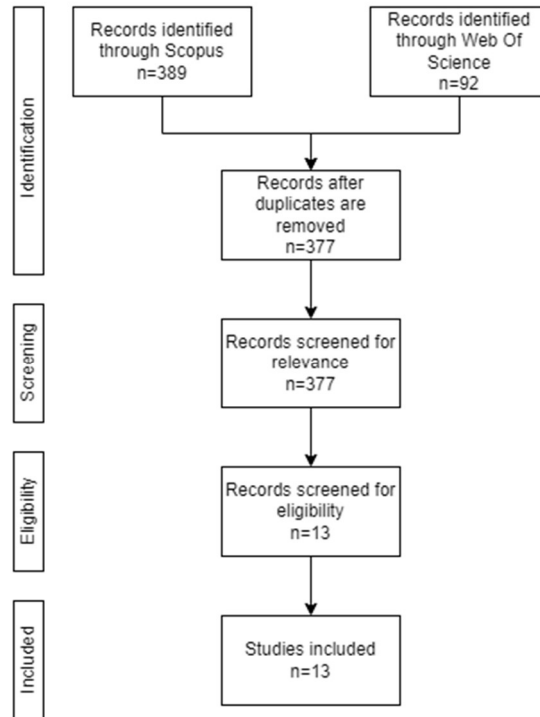 Identification
Records identified
through Scopus
n=389
Records identified
through Web Of
Science
n=92
Records after
duplicates are
removed
n=377
Screening
Records screened for
relevance
n=377
Eligibility
Records screened for
eligibility
n=13
Included
Studies included
n=13